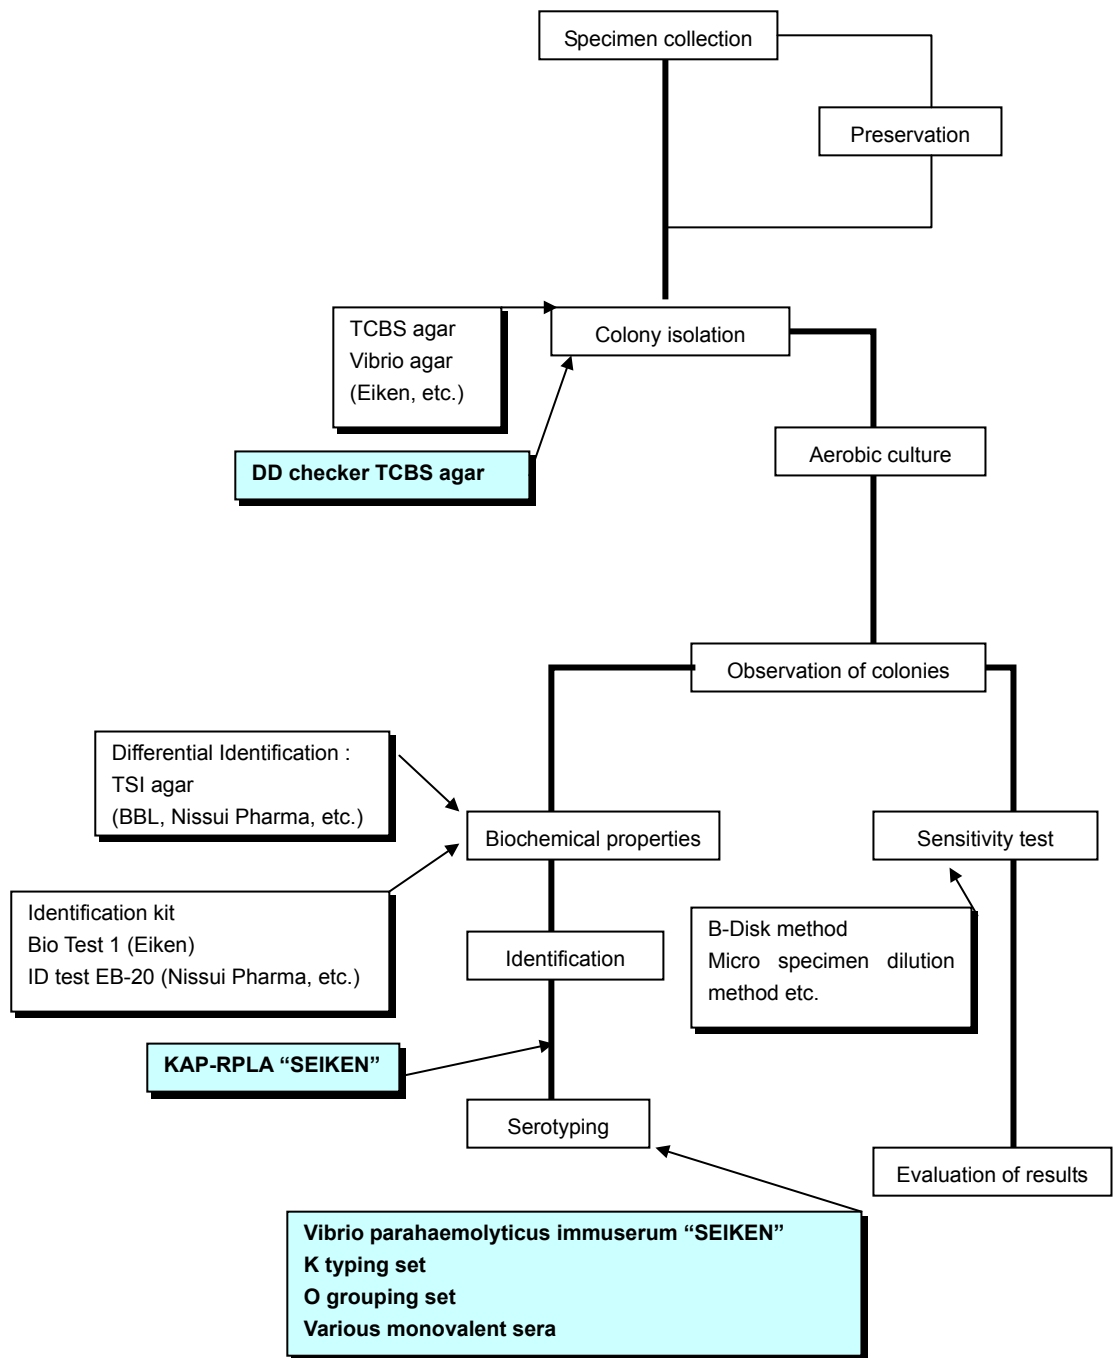 Specimen collection
Preservation
TCBS agar
Vibrio agar
(Eiken, etc.)
Colony isolation
DD checker TCBS agar
Aerobic culture
Observation of colonies
Differential Identification :
TSI agar
(BBL, Nissui Pharma, etc.)
Biochemical properties
Sensitivity test
Identification kit
Bio Test 1 (Eiken)
ID test EB-20 (Nissui Pharma, etc.)
B-Disk method
Micro specimen dilution
method etc.
Identification
KAP-RPLA “SEIKEN”
Serotyping
Evaluation of results
Vibrio parahaemolyticus immuserum “SEIKEN”
K typing set
O grouping set
Various monovalent sera